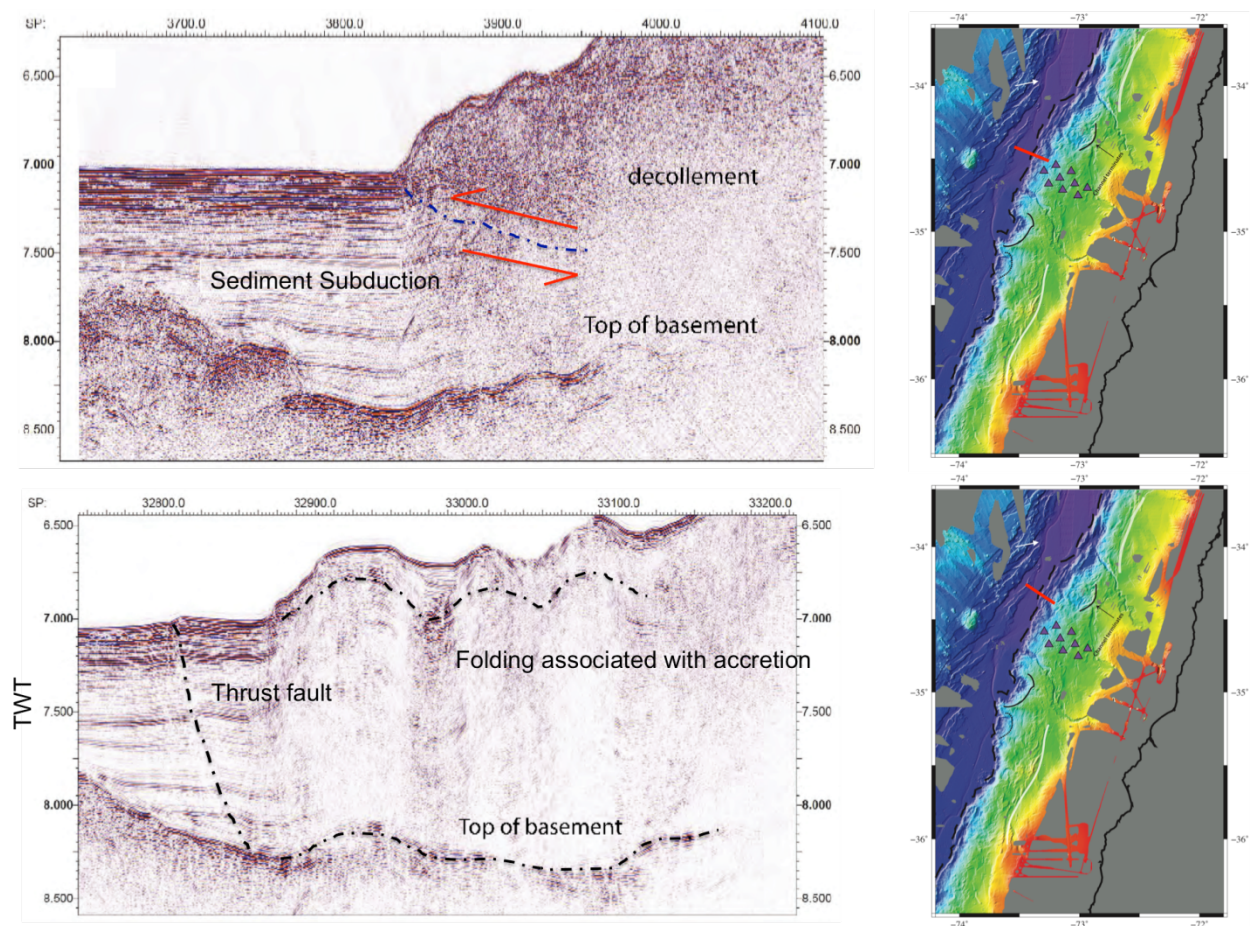 SP: 3700.0 3800.0 3900.0 4000.0 4100.0
6,500 6,500
7.000 7.000
decollement
7.500 7.500
Sediment Subduction
Top of basement
8.000 8.000
8.500 8.500
-74° -73° -72°
-34° -34°
-35° -35°
-36° -36°
-74° -73° -72°
SP: 32800.0 32900.0 33000.0 33100.0 33200.0
6.500 6.500
7.000 7.000
Folding associated with accretion
Thrust fault
TWT
7.500 7.500
8.000 8.000
Top of basement
8.500 8.500
-74° -73° -72°
-34° -34°
-35° -35°
-36° -36°
-74° -73° -72°